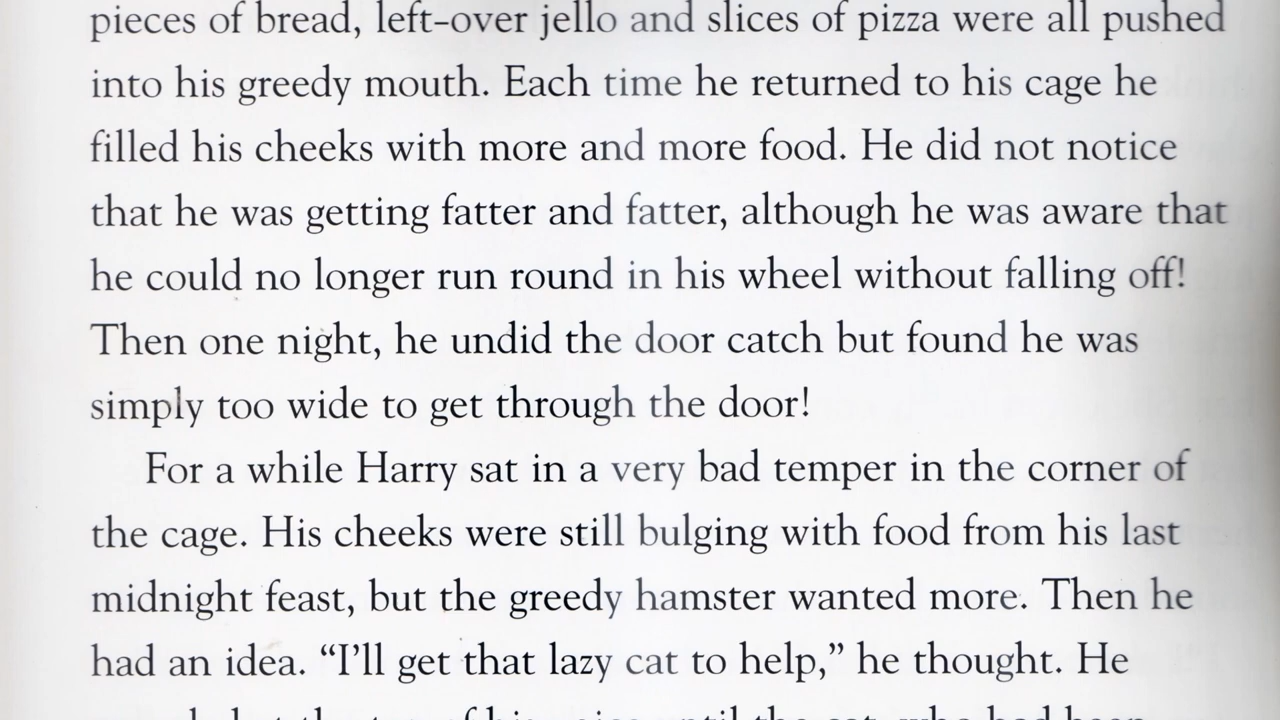 pieces of bread, left-over jello and slices of pizza were all pushed
into his greedy mouth. Each time he returned to his cage he
filled his cheeks with more and more food. He did not notice
that he was getting fatter and fatter, although he was aware that
he could no longer run round in his wheel without falling off!
Then one night, he undid the door catch but found he was
simply too wide to get through the door!
For a while Harry sat in a very bad temper in the corner of
the cage. His cheeks were still bulging with food from his last
midnight feast, but the greedy hamster wanted more. Then he
had an idea. “I’ll get that lazy cat to help,” he thought. He